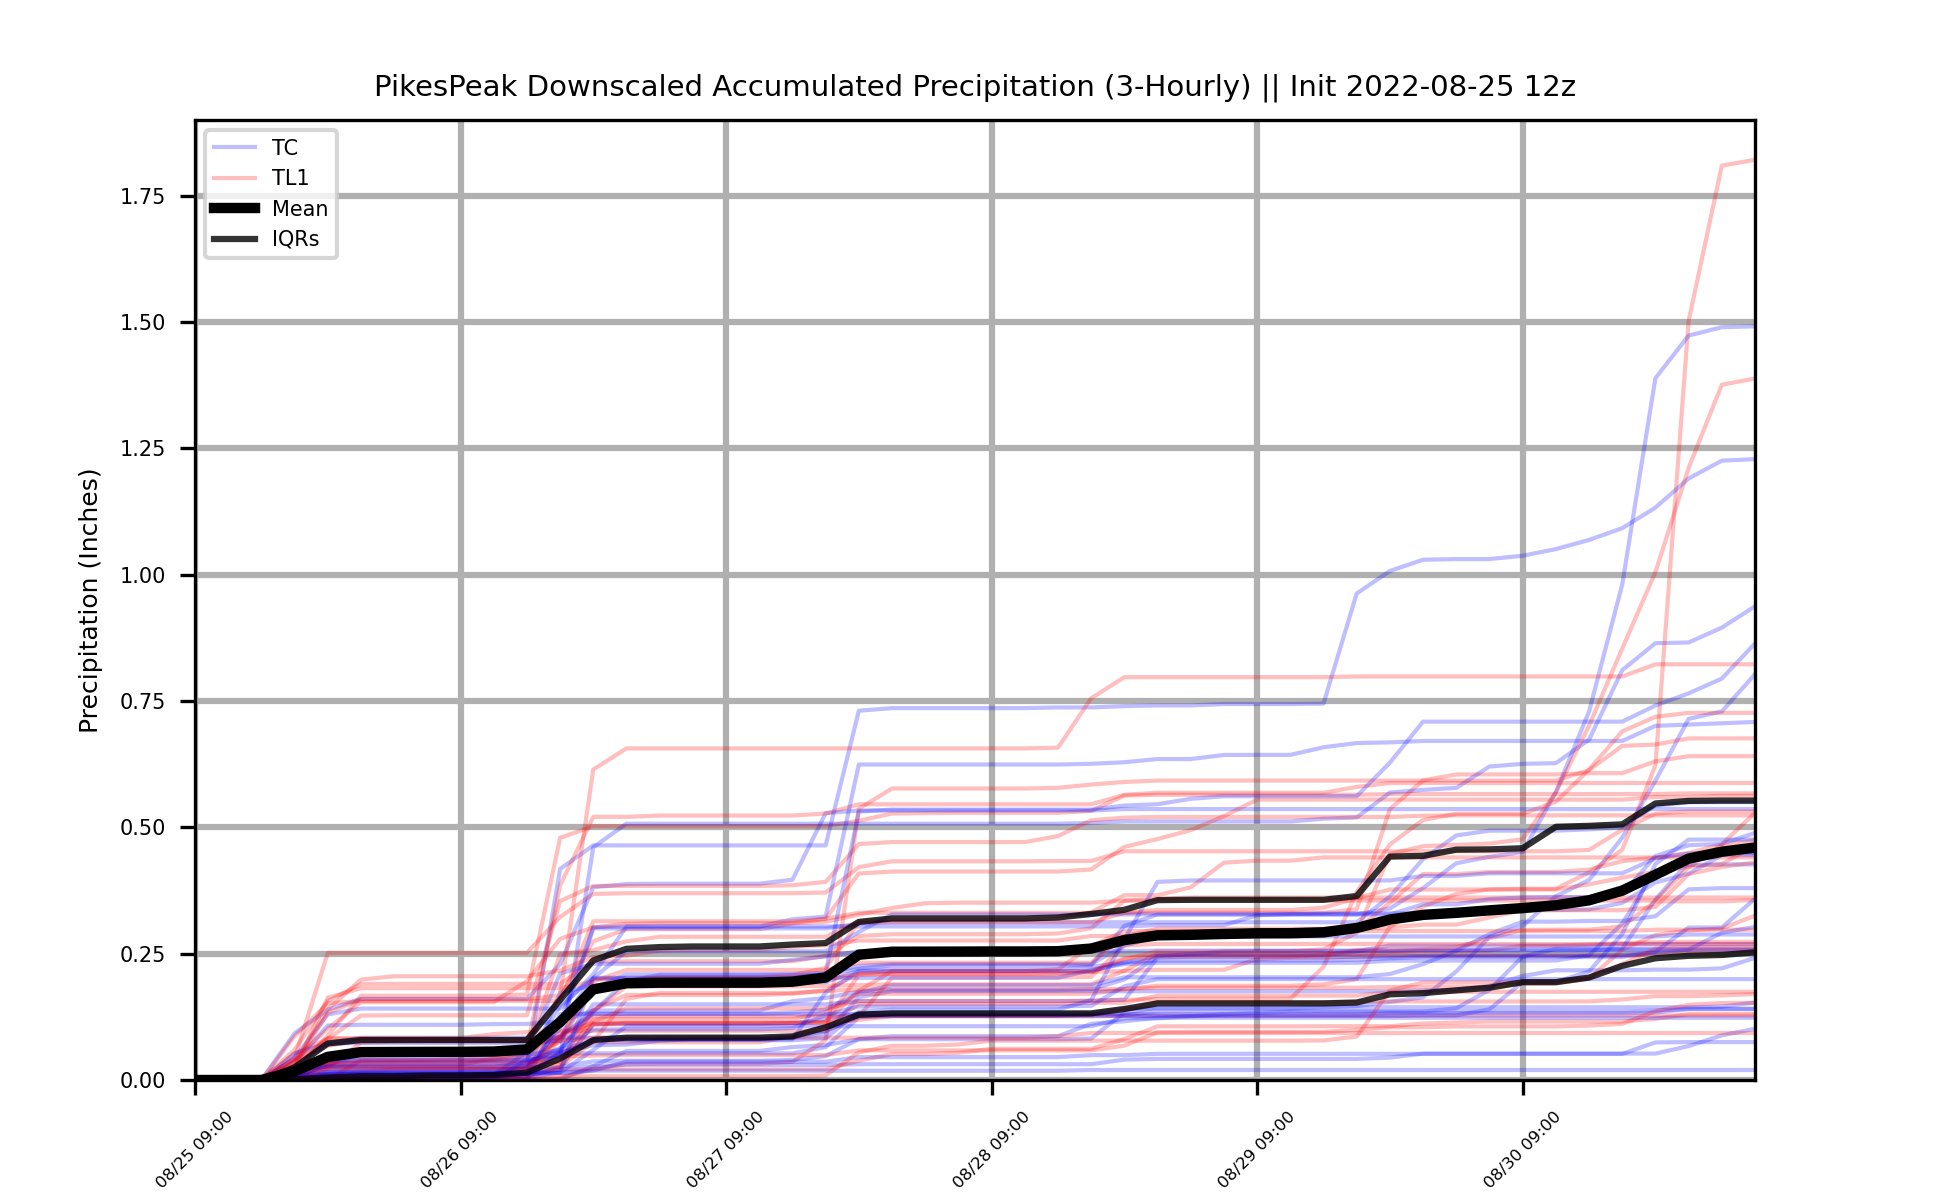 PikesPeak Downscaled Accumulated Precipitation (3-Hourly) || Init 2022-08-25 12z
TC
TL1
Mean
IQRs
Precipitation (Inches)
1.75
1.50
1.25
1.00
0.75
0.50
0.25
0.00
08/25 09:00
08/26 09:00
08/27 09:00
08/28 09:00
08/29 09:00
08/30 09:00